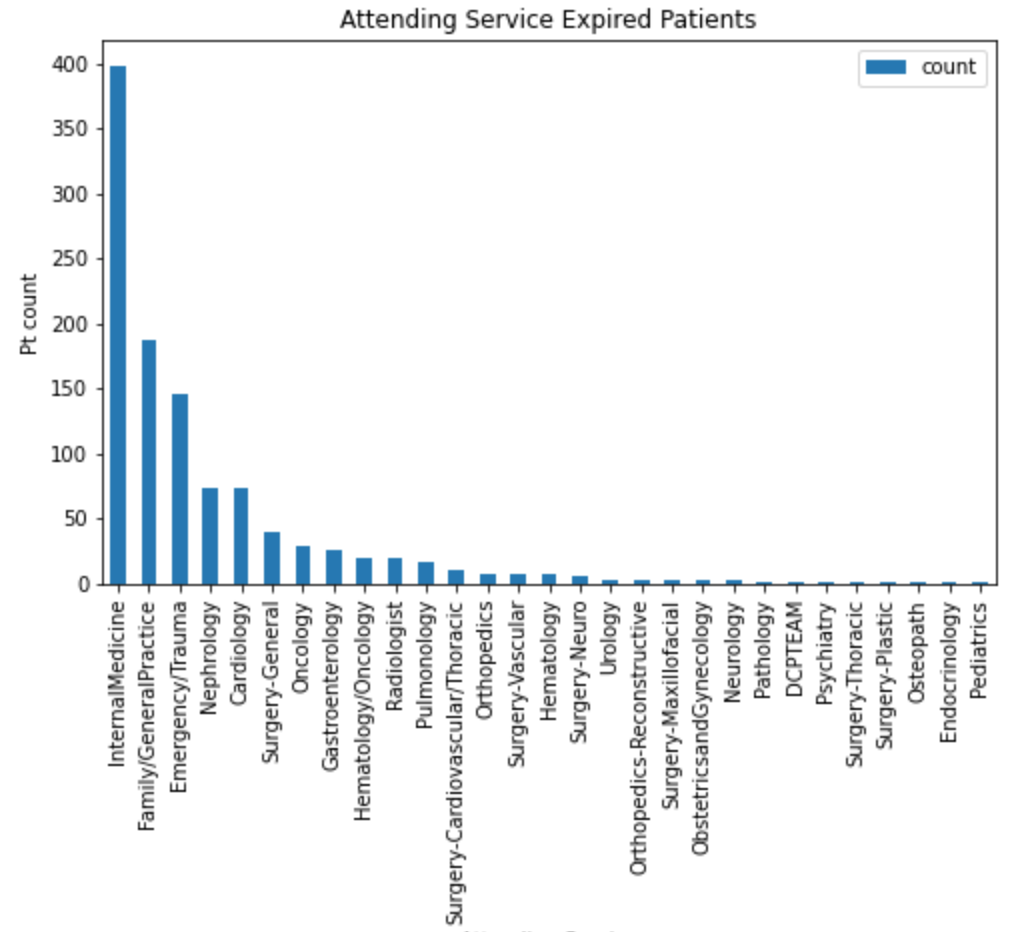 Attending Service Expired Patients
count
Pt count
400
350
300
250
200
150
100
50
0
InternalMedicine
Family/GeneralPractice
Emergency/Trauma
Nephrology
Cardiology
Surgery-General
Oncology
Gastroenterology
Hematology/Oncology
Radiologist
Pulmonology
Surgery-Cardiovascular/Thoracic
Orthopedics
Surgery-Vascular
Hematology
Surgery-Neuro
Urology
Orthopedics-Reconstructive
Surgery-Maxillofacial
ObstetricsandGynecology
Neurology
Pathology
DCPTEAM
Psychiatry
Surgery-Thoracic
Surgery-Plastic
Osteopath
Endocrinology
Pediatrics